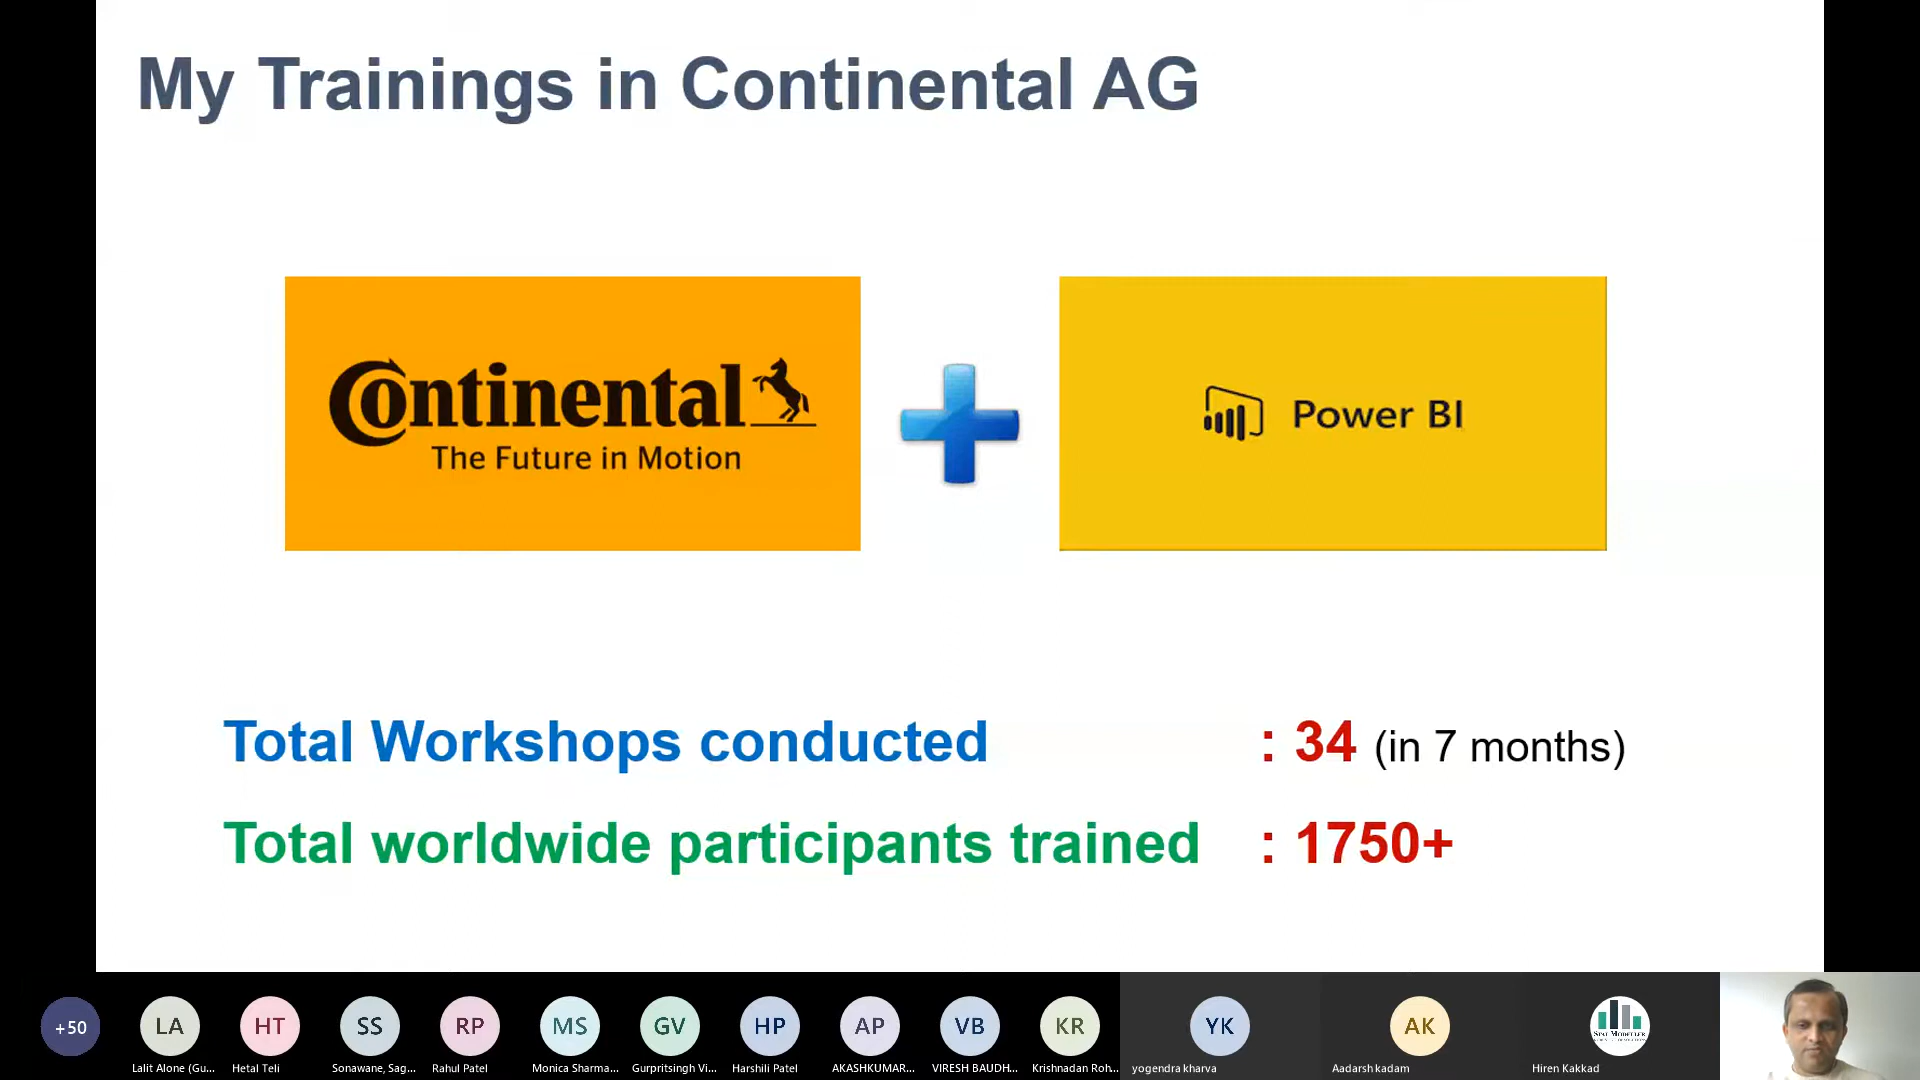 My Trainings in Continental AG
Continental
The Future in Motion
Power BI
Total Workshops conducted : 34 (in 7 months)
Total worldwide participants trained : 1750+
+50 LA HT SS RP MS GV HP AP VB KR YK AK
STAT MODELLER
Lalit Alone (Gu... Hetal Teli Sonawane, Sag... Rahul Patel Monica Sharma... Gurpritsingh Vi... Harshili Patel AKASHKUMAR... VIRESH BAUDH... Krishnadan Roh... yogendra kharva Aadarsh kadam Hiren Kakkad